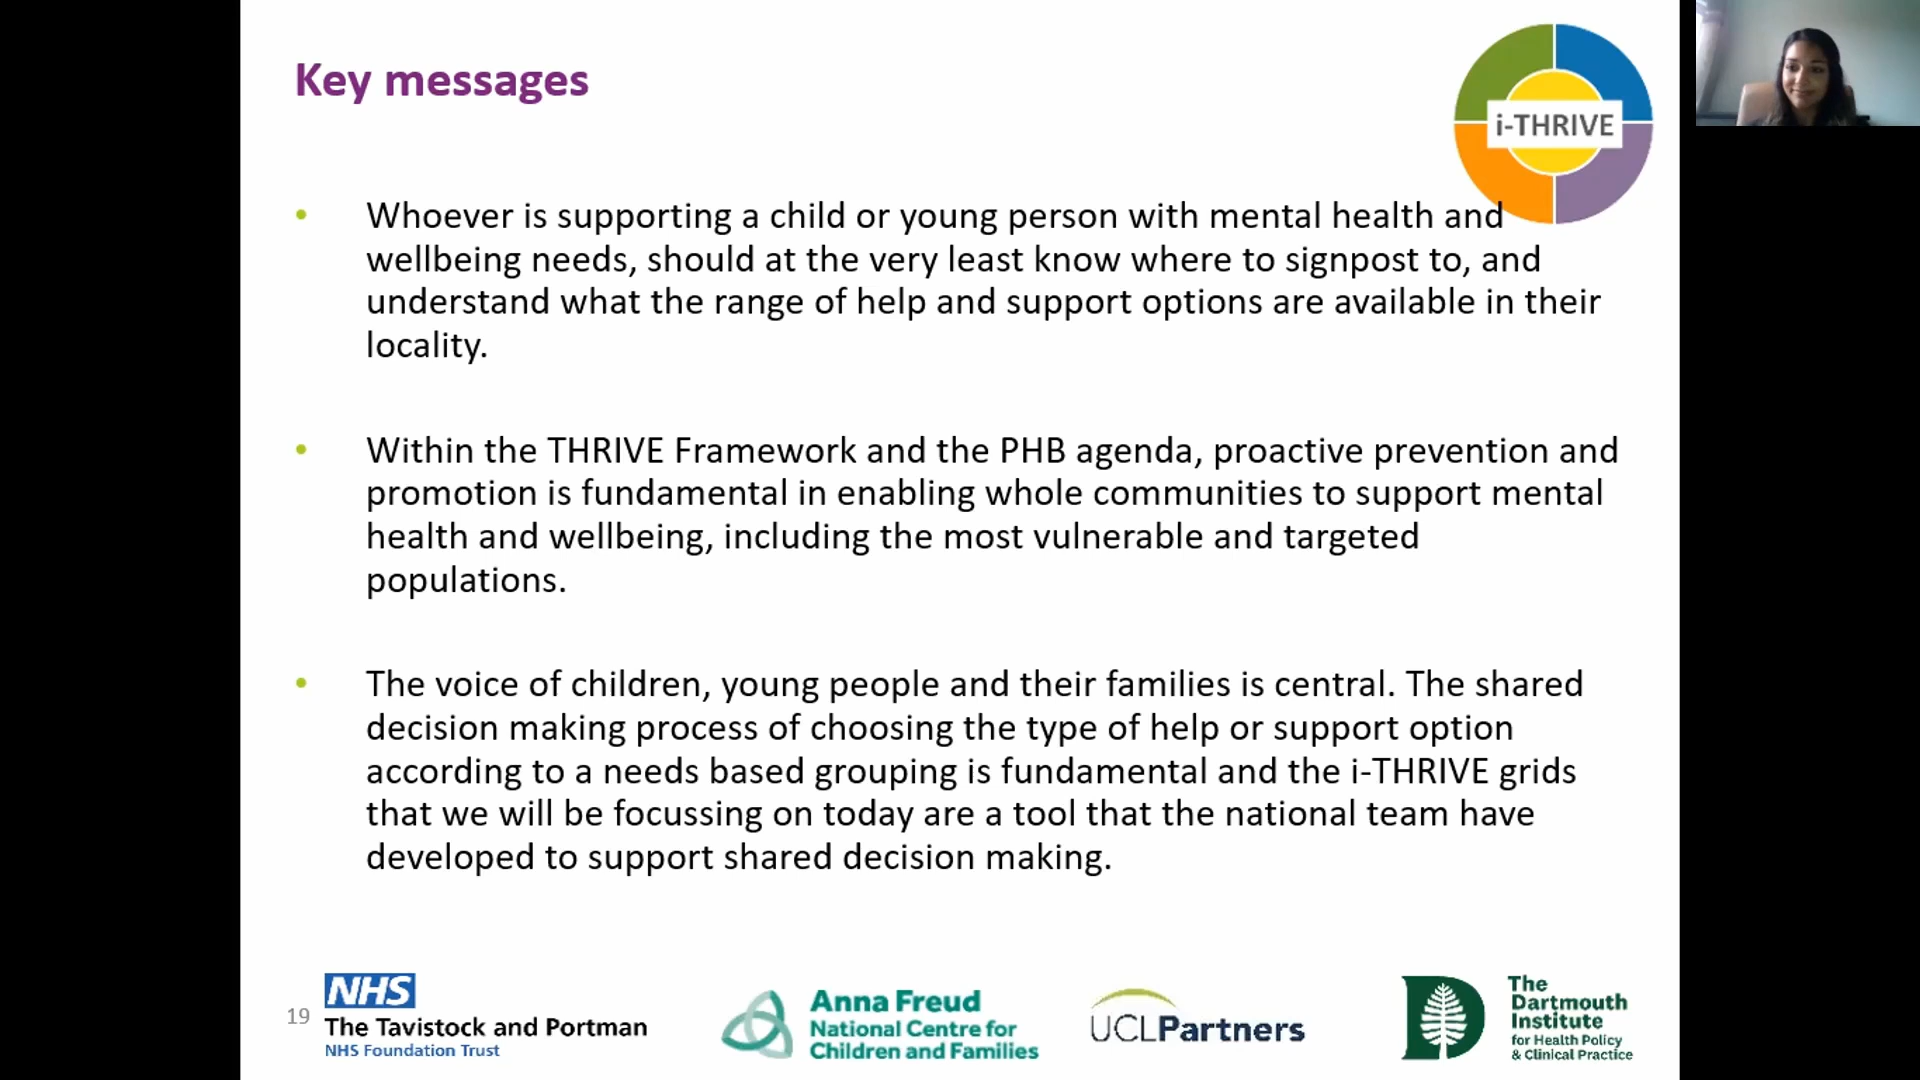 Key messages
i-THRIVE
• Whoever is supporting a child or young person with mental health and
wellbeing needs, should at the very least know where to signpost to, and
understand what the range of help and support options are available in their
locality.
• Within the THRIVE Framework and the PHB agenda, proactive prevention and
promotion is fundamental in enabling whole communities to support mental
health and wellbeing, including the most vulnerable and targeted
populations.
• The voice of children, young people and their families is central. The shared
decision making process of choosing the type of help or support option
according to a needs based grouping is fundamental and the i-THRIVE grids
that we will be focussing on today are a tool that the national team have
developed to support shared decision making.
19
NHS
The Tavistock and Portman
NHS Foundation Trust
Anna Freud
National Centre for
Children and Families
UCLPartners
The
Dartmouth
Institute
for Health Policy
& Clinical Practice